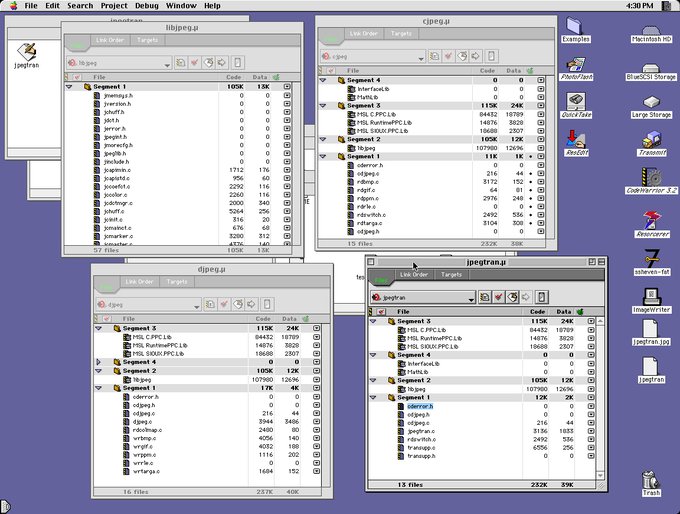 File Edit Search Project Debug Window Help 4:30 PM
jpegtran
libjpeg.µ
Link Order Targets
libjpeg
File Code Data
Segment 1 105K 13K
jmemsys.h 0 0
jversion.h 0 0
jchuff.h 0 0
jdct.h 0 0
jerror.h 0 0
jpegint.h 0 0
jmorecfg.h 0 0
jpeglib.h 0 0
jinclude.h 0 0
jcapimin.c 1712 176
jcapistd.c 956 60
jccoefct.c 2292 116
jccolor.c 2260 116
jcdctmgr.c 2000 340
jchuff.c 5264 256
jcinit.c 316 20
jcmainct.c 676 68
jcmarker.c 3280 312
jcmaster.c 4376 140
57 files
cjpeg.µ
Link Order Targets
cjpeg
File Code Data
Segment 4 0 0
InterfaceLib 0 0
MathLib 0 0
Segment 3 115K 24K
MSL C.PPC.Lib 84432 18789
MSL RuntimePPC.Lib 14876 3828
MSL SIOUX.PPC.Lib 18688 2307
Segment 2 105K 12K
libjpeg 107980 12696
Segment 1 11K 1K
cderror.h 0 0
cdjpeg.c 216 44
rdbmp.c 3172 152
rdgif.c 64 81
rdppm.c 2976 248
rdrle.c 0 0
rdswitch.c 2492 536
rdtarga.c 3104 308
cdjpeg.h 0 0
15 files 232K 38K
djpeg.µ
Files Link Order Targets
djpeg
File Code Data
Segment 3 115K 24K
MSL C.PPC.Lib 84432 18789
MSL RuntimePPC.Lib 14876 3828
MSL SIOUX.PPC.Lib 18688 2307
Segment 4 0 0
Segment 2 105K 12K
libjpeg 107980 12696
Segment 1 17K 4K
cderror.h 0 0
cdjpeg.h 0 0
cdjpeg.c 216 44
djpeg.c 3944 3486
rdcolmap.c 2480 80
wrbmp.c 4056 140
wrgif.c 4032 188
wrppm.c 1116 202
wrrle.c 0 0
wrtarga.c 1684 152
16 files 237K 40K
jpegtran.µ
Files Link Order Targets
jpegtran
File Code Data
Segment 3 115K 24K
MSL C.PPC.Lib 84432 18789
MSL RuntimePPC.Lib 14876 3828
MSL SIOUX.PPC.Lib 18688 2307
Segment 4 0 0
InterfaceLib 0 0
MathLib 0 0
Segment 2 105K 12K
libjpeg 107980 12696
Segment 1 12K 2K
cderror.h 0 0
cdjpeg.h 0 0
cdjpeg.c 216 44
jpegtran.c 3136 1833
rdswitch.c 2492 536
transupp.c 6556 256
transupp.h 0 0
13 files 232K 39K
jpegtran
Examples
PhotoFlash
QuickTake
ResEdit
Macintosh HD
BlueSCSI Storage
Large Storage
Transmit
CodeWarrior 3.2
Resorcerer
ssheven-fat
ImageWriter
jpegtran.jpg
jpegtran
Trash